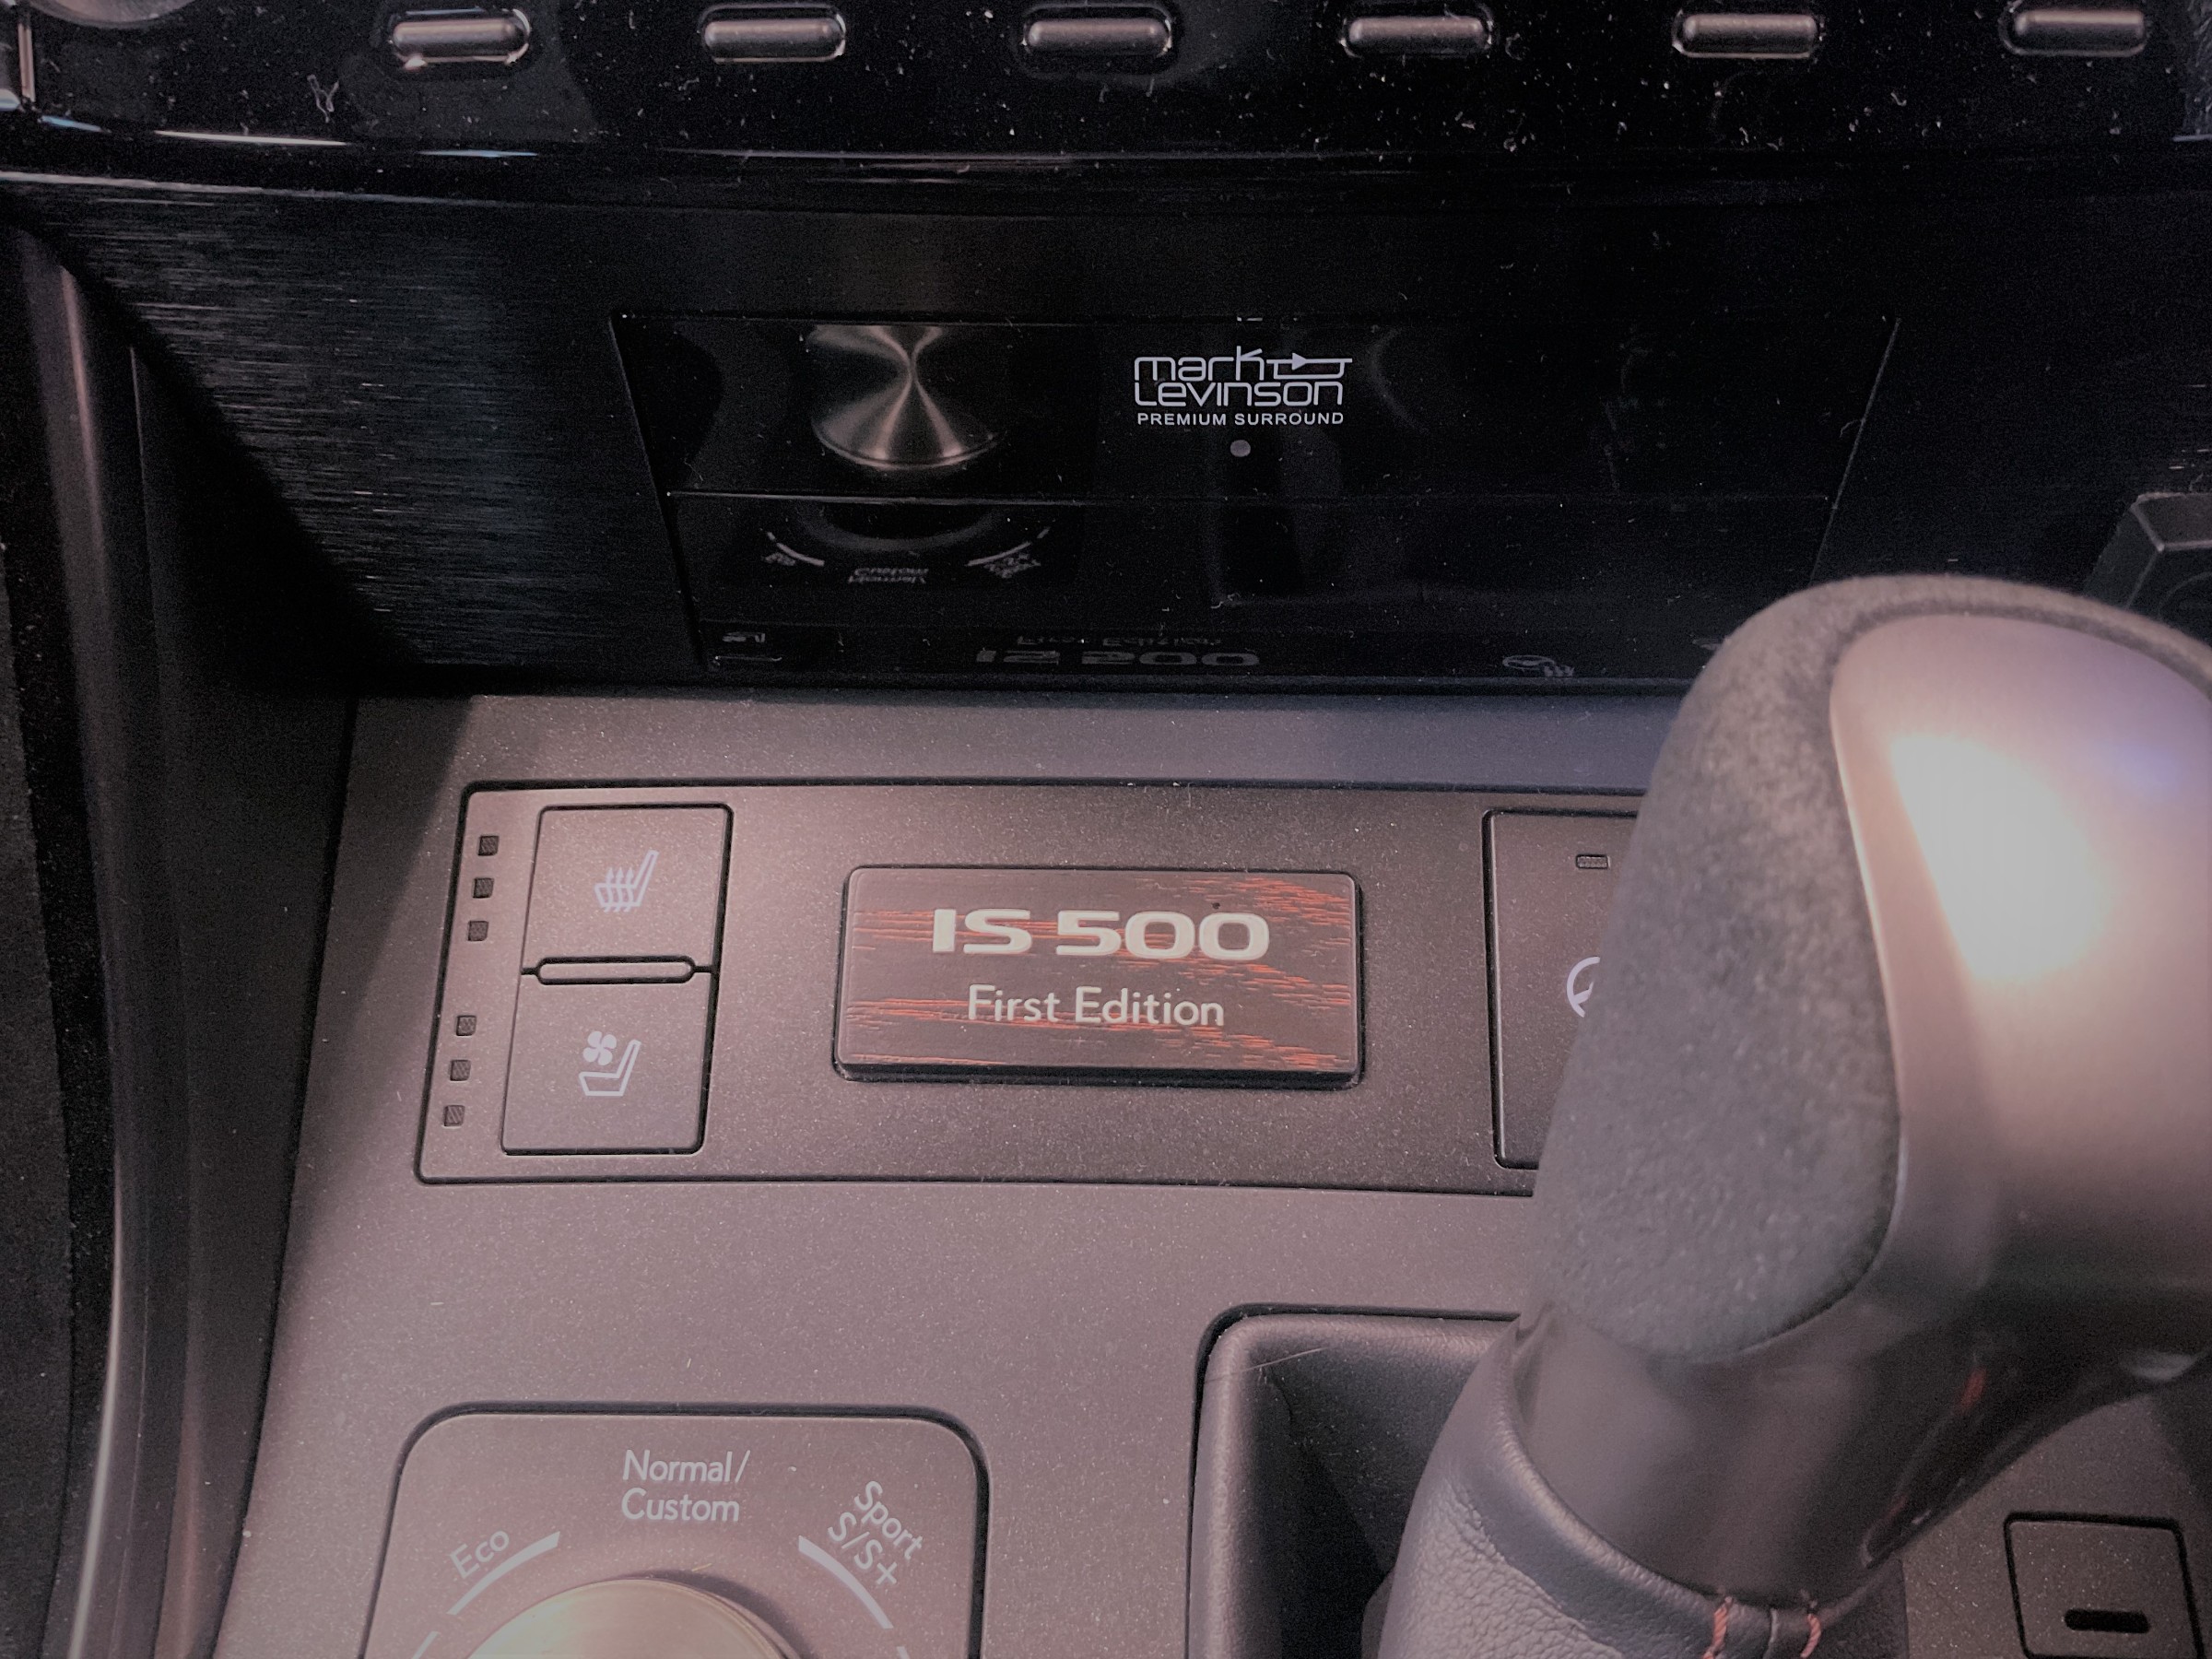 mark
Levinson
PREMIUM SURROUND
IS 500
First Edition
Normal/
Custom
Eco
Sport
S/S+